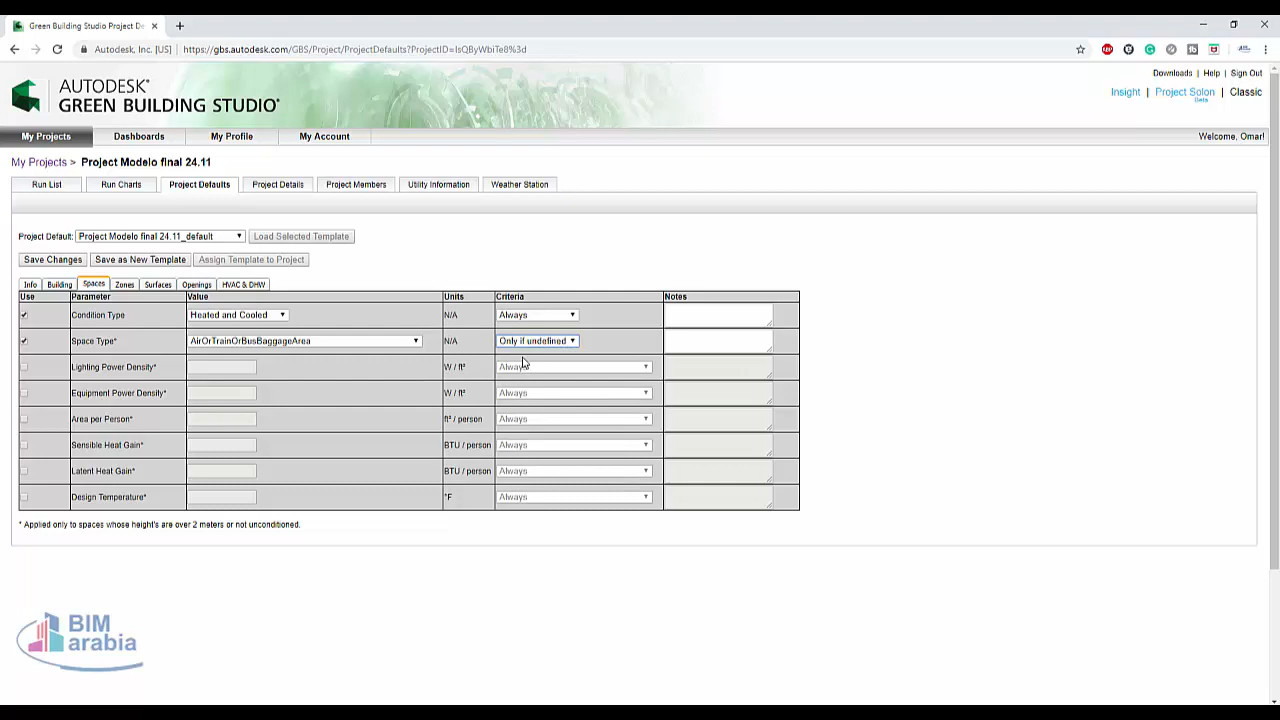 Green Building Studio Project De
Autodesk, Inc. [US] | https://gbs.autodesk.com/GBS/Project/ProjectDefaults?ProjectID=IsQByWbiTe8%3d
Downloads | Help | Sign Out
AUTODESK®
GREEN BUILDING STUDIO®
Insight | Project Solon | Classic
Beta
My Projects Dashboards My Profile My Account Welcome, Omar!
My Projects > Project Modelo final 24.11
Run List Run Charts Project Defaults Project Details Project Members Utility Information Weather Station
Project Default: Project Modelo final 24.11_default Load Selected Template
Save Changes Save as New Template Assign Template to Project
Info Building Spaces Zones Surfaces Openings HVAC & DHW
Use Parameter Value Units Criteria Notes
Condition Type Heated and Cooled N/A Always
Space Type* AirOrTrainOrBusBaggageArea N/A Only if undefined
Lighting Power Density* W / ft² Always
Equipment Power Density* W / ft² Always
Area per Person* ft² / person Always
Sensible Heat Gain* BTU / person Always
Latent Heat Gain* BTU / person Always
Design Temperature* °F Always
* Applied only to spaces whose height's are over 2 meters or not unconditioned.
BIM
arabia